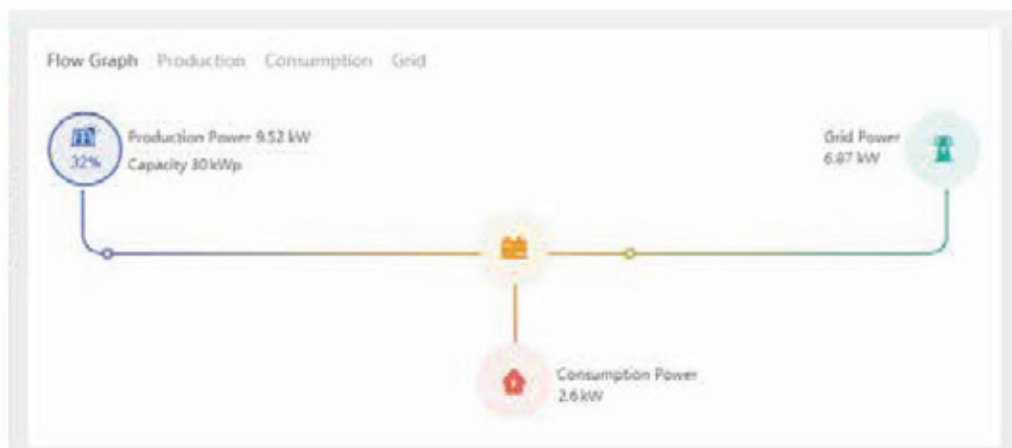 Flow Graph Production Consumption Grid
32%
Production Power 9.52 kW
Capacity 30 kWp
Grid Power
6.87 kW
Consumption Power
2.6 kW